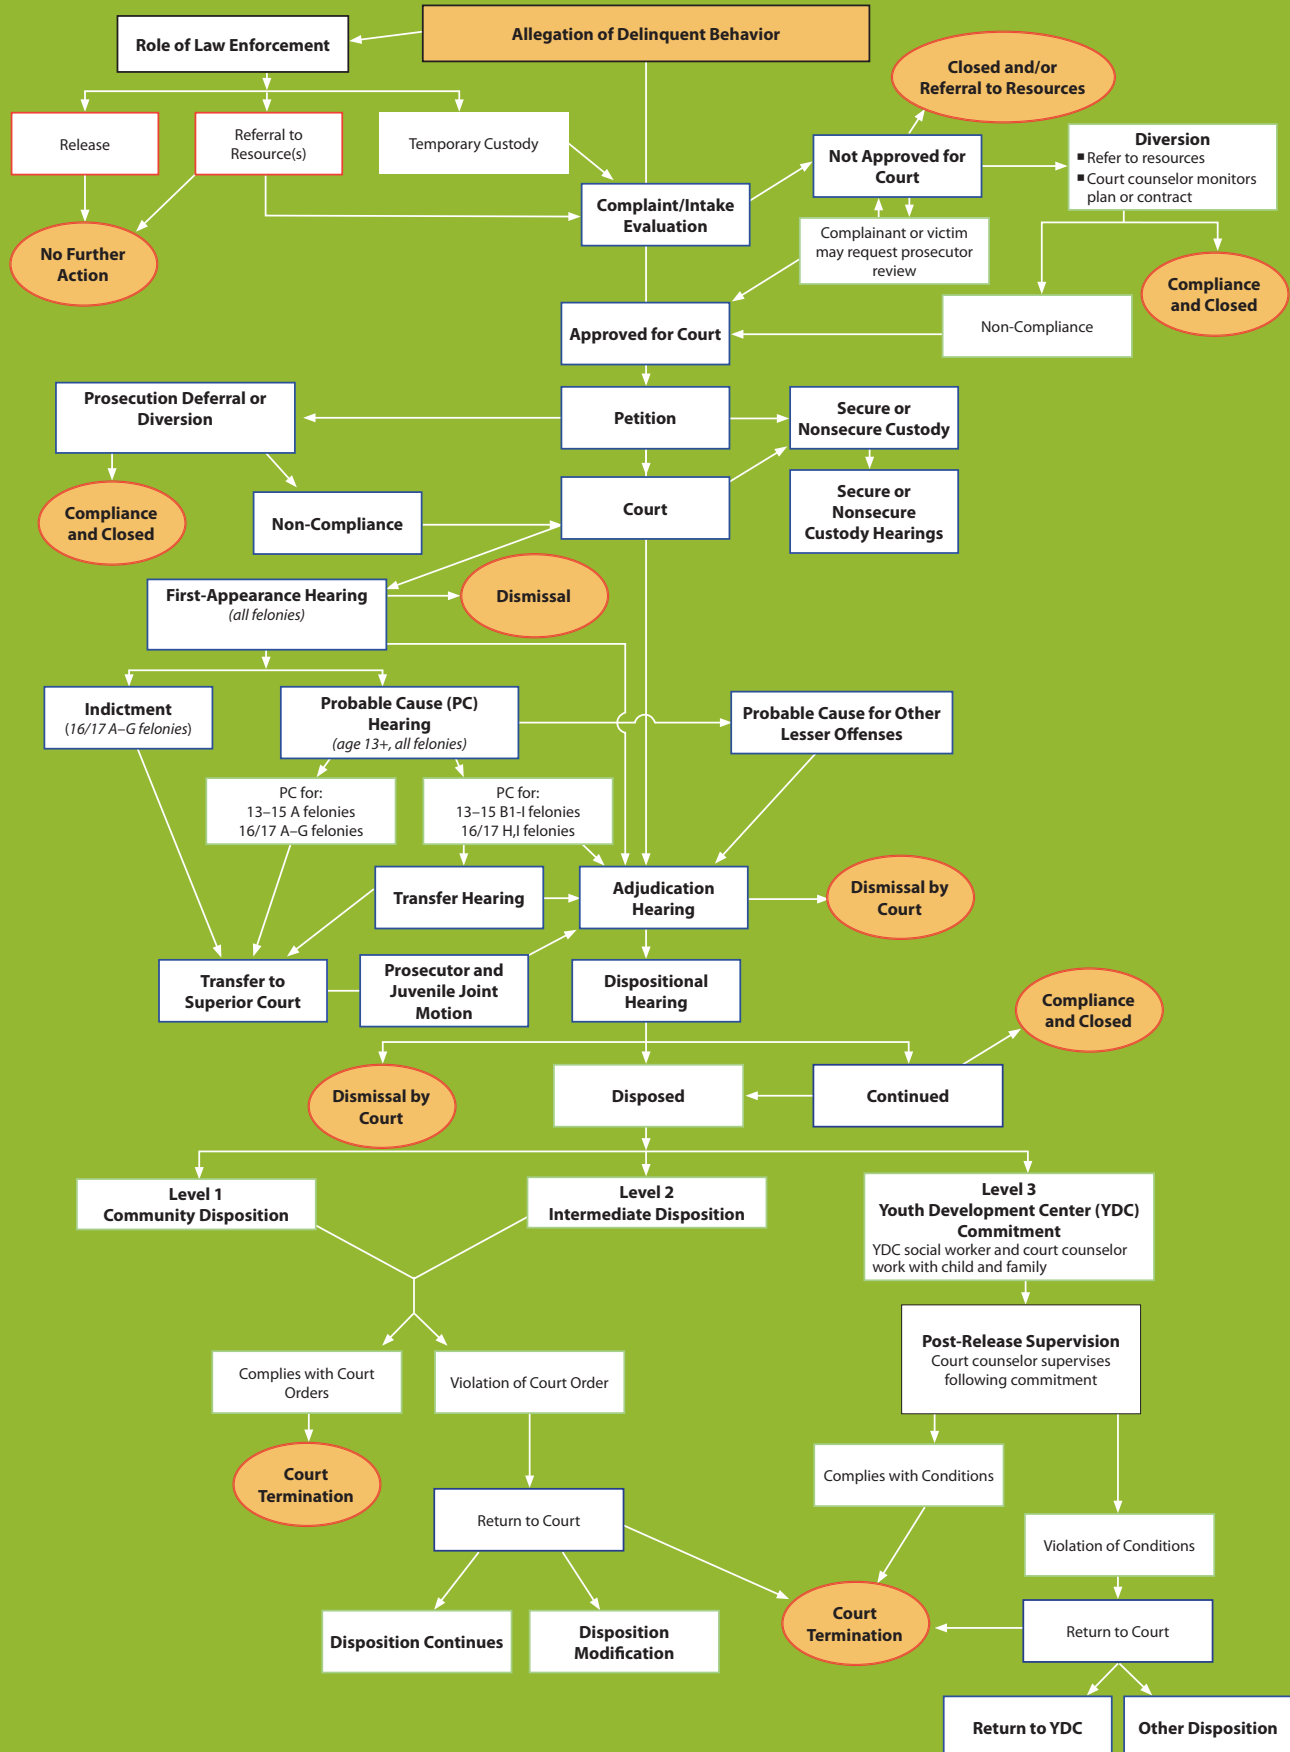 Role of Law Enforcement
Allegation of Delinquent Behavior
Closed and/or
Referral to Resources
Release
Referral to
Resource(s)
Temporary Custody
Not Approved for
Court
Diversion
■ Refer to resources
■ Court counselor monitors
plan or contract
Complaint/Intake
Evaluation
No Further
Action
Complainant or victim
may request prosecutor
review
Compliance
and Closed
Approved for Court
Non-Compliance
Prosecution Deferral or
Diversion
Petition
Secure or
Nonsecure Custody
Compliance
and Closed
Non-Compliance
Court
Secure or
Nonsecure
Custody Hearings
First-Appearance Hearing
(all felonies)
Dismissal
Indictment
(16/17 A–G felonies)
Probable Cause (PC)
Hearing
(age 13+, all felonies)
Probable Cause for Other
Lesser Offenses
PC for:
13–15 A felonies
16/17 A–G felonies
PC for:
13–15 B1-I felonies
16/17 H,I felonies
Transfer Hearing
Adjudication
Hearing
Dismissal by
Court
Transfer to
Superior Court
Prosecutor and
Juvenile Joint
Motion
Dispositional
Hearing
Compliance
and Closed
Dismissal by
Court
Disposed
Continued
Level 1
Community Disposition
Level 2
Intermediate Disposition
Level 3
Youth Development Center (YDC)
Commitment
YDC social worker and court counselor
work with child and family
Post-Release Supervision
Court counselor supervises
following commitment
Complies with Court
Orders
Violation of Court Order
Court
Termination
Complies with Conditions
Return to Court
Violation of Conditions
Disposition Continues
Disposition
Modification
Court
Termination
Return to Court
Return to YDC
Other Disposition